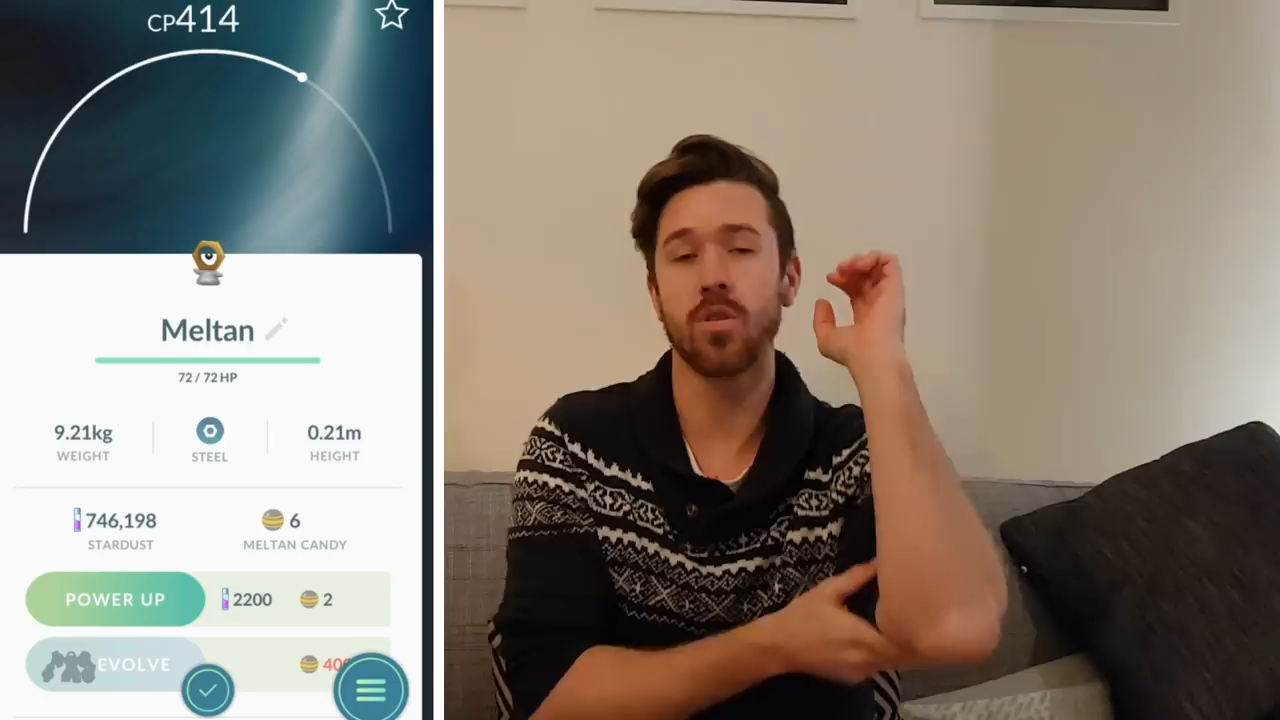 CP414
Meltan
72 / 72 HP
9.21kg
WEIGHT
STEEL
0.21m
HEIGHT
746,198
STARDUST
6
MELTAN CANDY
POWER UP
2200
2
EVOLVE